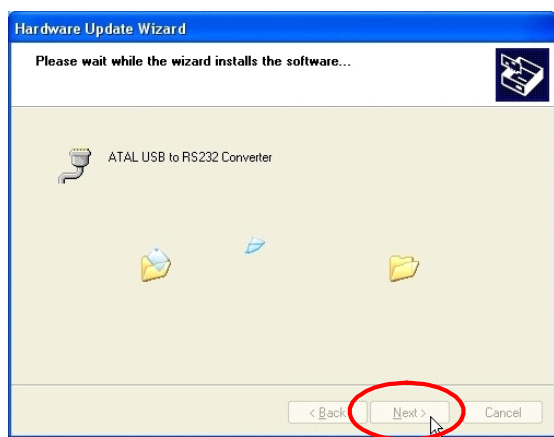 Hardware Update Wizard
Please wait while the wizard installs the software...
ATAL USB to RS232 Converter
< Back
Next >
Cancel